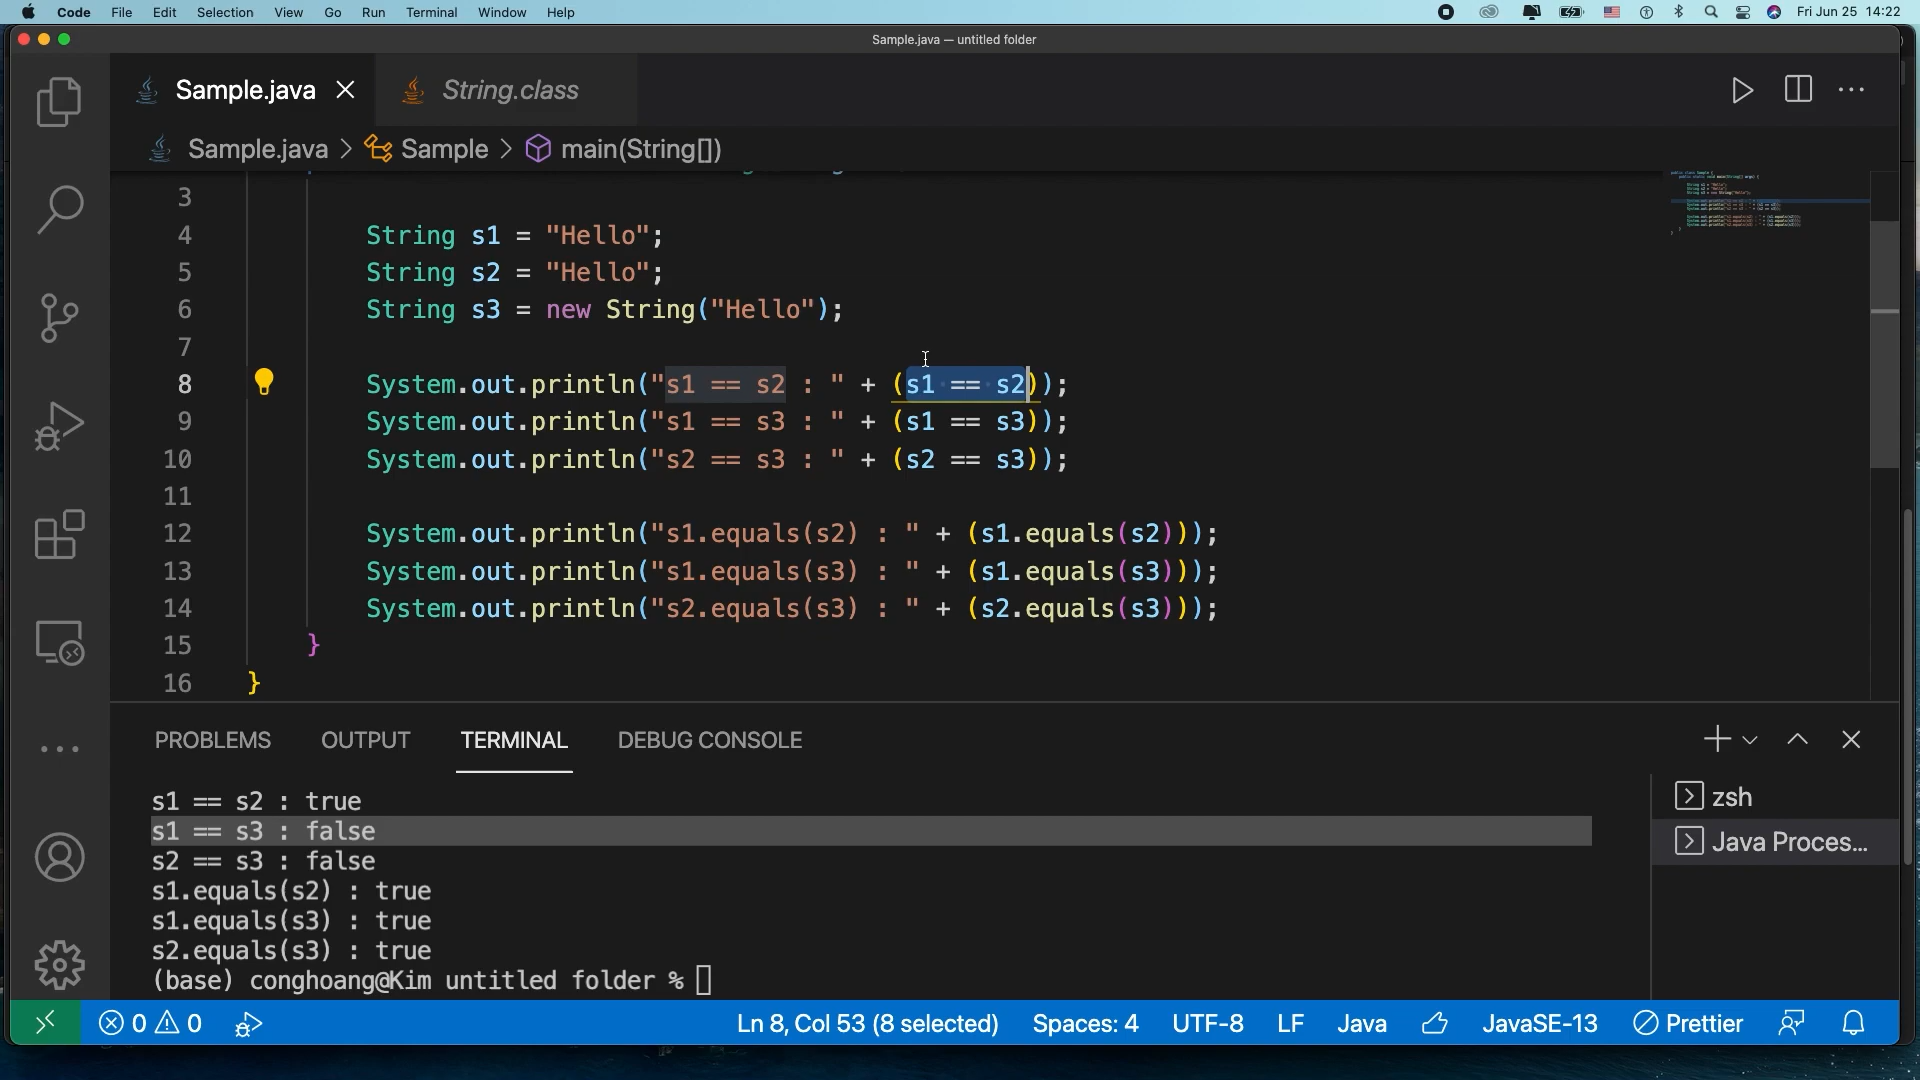 Code File Edit Selection View Go Run Terminal Window Help Fri Jun 25 14:22
Sample.java — untitled folder
Sample.java String.class
Sample.java > Sample > main(String[])
3
4 String s1 = "Hello";
5 String s2 = "Hello";
6 String s3 = new String("Hello");
7
8 System.out.println("s1 == s2 : " + (s1 == s2));
9 System.out.println("s1 == s3 : " + (s1 == s3));
10 System.out.println("s2 == s3 : " + (s2 == s3));
11
12 System.out.println("s1.equals(s2) : " + (s1.equals(s2)));
13 System.out.println("s1.equals(s3) : " + (s1.equals(s3)));
14 System.out.println("s2.equals(s3) : " + (s2.equals(s3)));
15 }
16 }
PROBLEMS OUTPUT TERMINAL DEBUG CONSOLE
s1 == s2 : true
s1 == s3 : false
s2 == s3 : false
s1.equals(s2) : true
s1.equals(s3) : true
s2.equals(s3) : true
(base) conghoang@Kim untitled folder %
zsh
Java Proces...
0 0 Ln 8, Col 53 (8 selected) Spaces: 4 UTF-8 LF Java JavaSE-13 Prettier